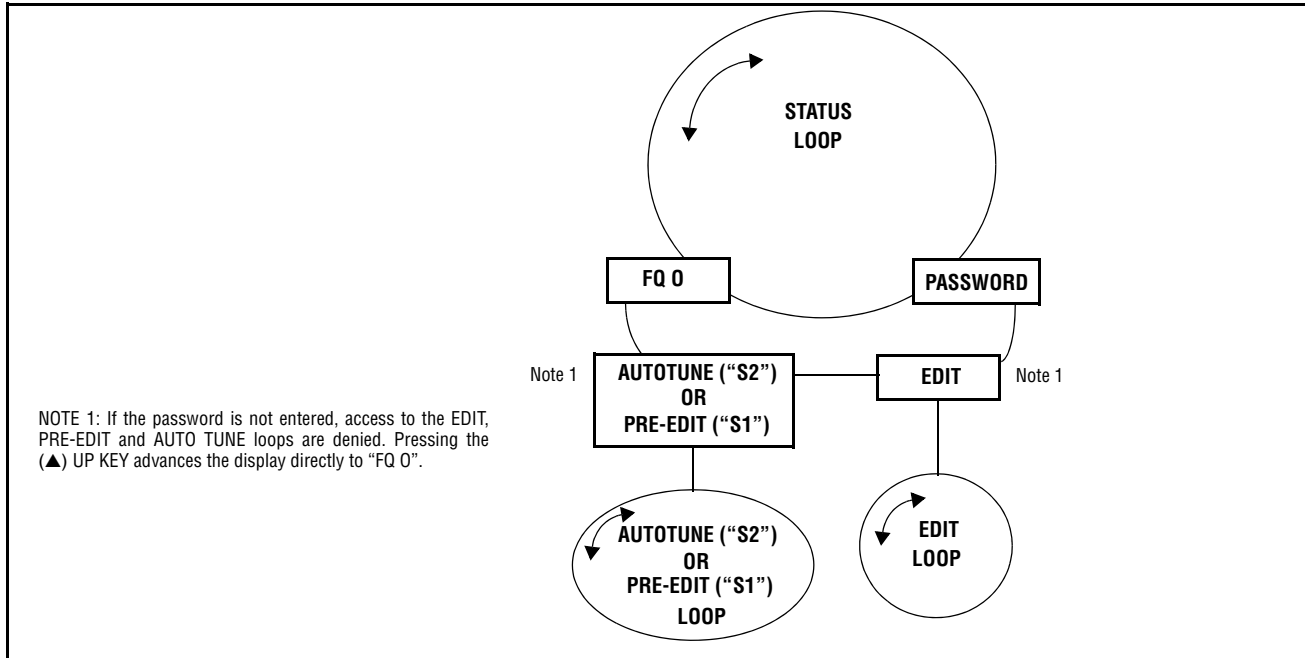 STATUS
LOOP
FQ O
PASSWORD
Note 1
AUTOTUNE (“S2”)
OR
PRE-EDIT (“S1”)
EDIT
Note 1
NOTE 1: If the password is not entered, access to the EDIT,
PRE-EDIT and AUTO TUNE loops are denied. Pressing the
(▲) UP KEY advances the display directly to “FQ O”.
AUTOTUNE (“S2”)
OR
PRE-EDIT (“S1”)
LOOP
EDIT
LOOP